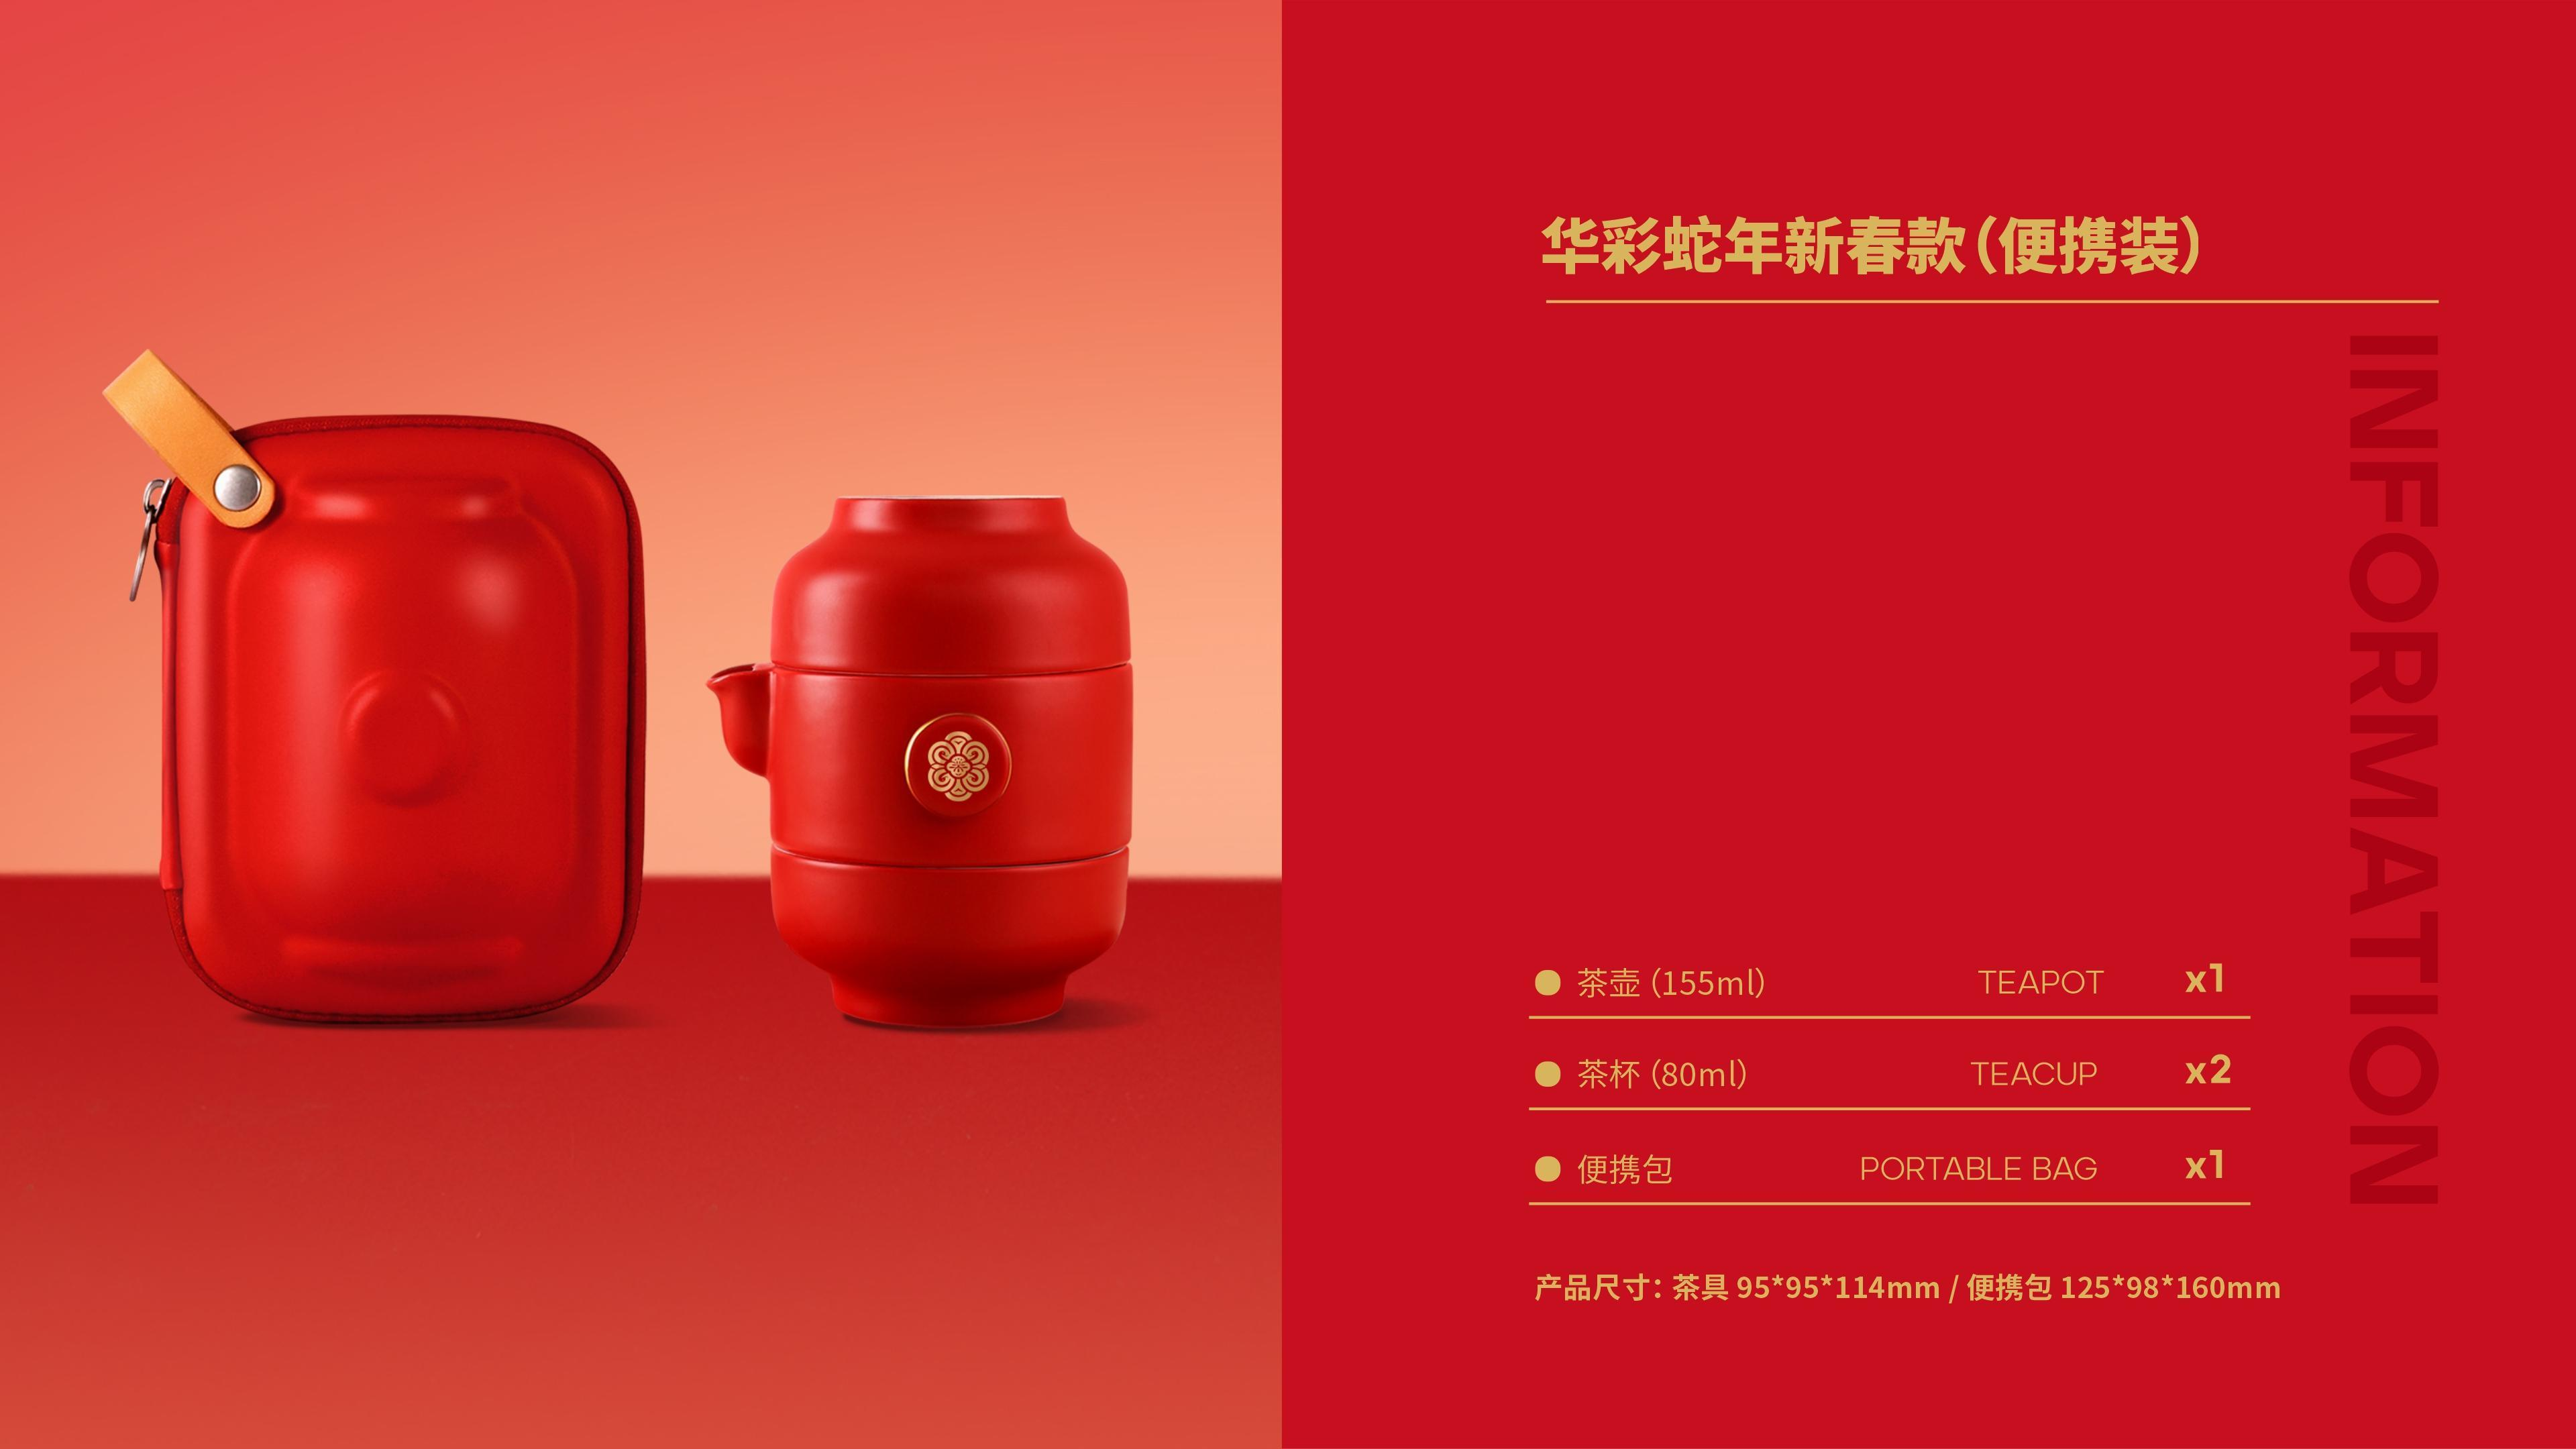 华彩蛇年新春款（便携装）
INFORMATION
茶壶（155ml） TEAPOT x1
茶杯（80ml） TEACUP x2
便携包 PORTABLE BAG x1
产品尺寸：茶具 95*95*114mm / 便携包 125*98*160mm